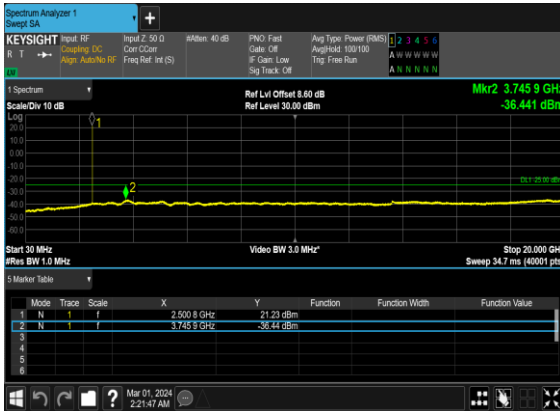 Spectrum Analyzer 1
Swept SA
+
KEYSIGHT
R T
Input: RF
Coupling: DC
Align: Auto/No RF
Input Z: 50 Ω
Corr CCorr
Freq Ref: Int (S)
#Atten: 40 dB
PNO: Fast
Gate: Off
IF Gain: Low
Sig Track: Off
Avg Type: Power (RMS)
Avg|Hold: 100/100
Trig: Free Run
1 2 3 4 5 6
A W W W W W
A N N N N N
1 Spectrum
Scale/Div 10 dB
Ref Lvl Offset 8.60 dB
Ref Level 30.00 dBm
Mkr2 3.745 9 GHz
-36.441 dBm
Log
20.0
10.0
0.00
-10.0
-20.0
-30.0
-40.0
-50.0
-60.0
1
2
DL1 -25.00 dBm
Start 30 MHz
#Res BW 1.0 MHz
Video BW 3.0 MHz*
Stop 20.000 GHz
Sweep 34.7 ms (40001 pts)
5 Marker Table
Mode Trace Scale X Y Function Function Width Function Value
1 N 1 f 2.500 8 GHz 21.23 dBm
2 N 1 f 3.745 9 GHz -36.44 dBm
3
4
5
6
?
Mar 01, 2024
2:21:47 AM